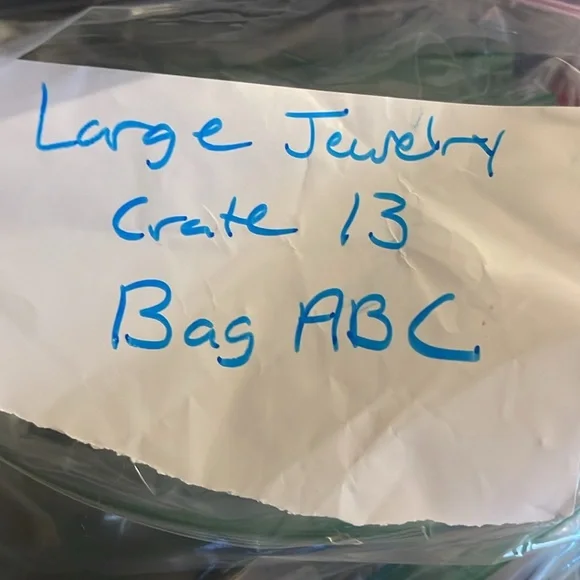 Large Jewelry
Crate 13
Bag ABC